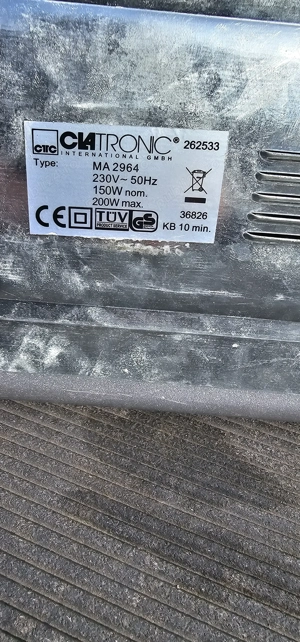 CTC CLATRONIC® 262533
INTERNATIONAL GMBH
Type: MA 2964
230V~ 50Hz
150W nom.
200W max.
36826
CE TÜV GS KB 10 min.
PRODUCT SERVICE